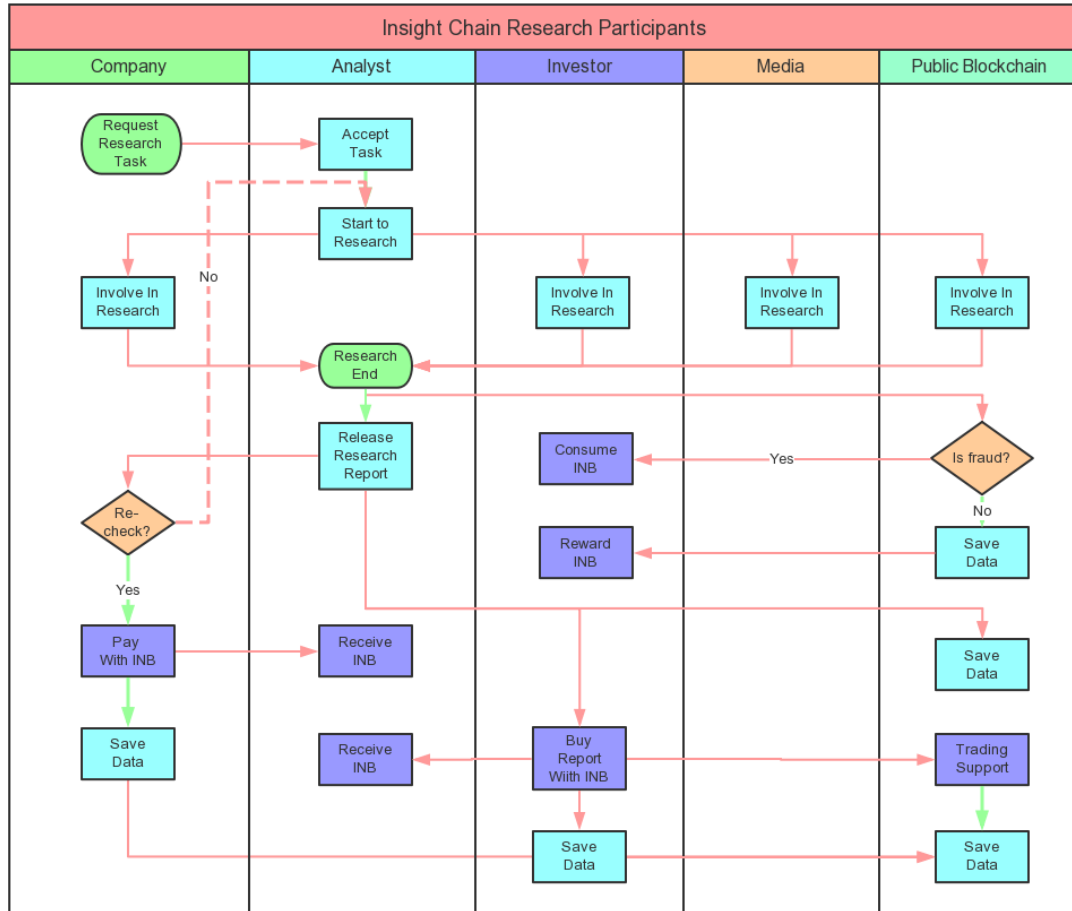 Insight Chain Research Participants
Company
Analyst
Investor
Media
Public Blockchain
Request
Research
Task
Accept
Task
Start to
Research
No
Involve In
Research
Involve In
Research
Involve In
Research
Involve In
Research
Research
End
Release
Research
Report
Consume
INB
Yes
Is fraud?
No
Re-
check?
Reward
INB
Save
Data
Yes
Pay
With INB
Receive
INB
Save
Data
Save
Data
Receive
INB
Buy
Report
Wiith INB
Trading
Support
Save
Data
Save
Data